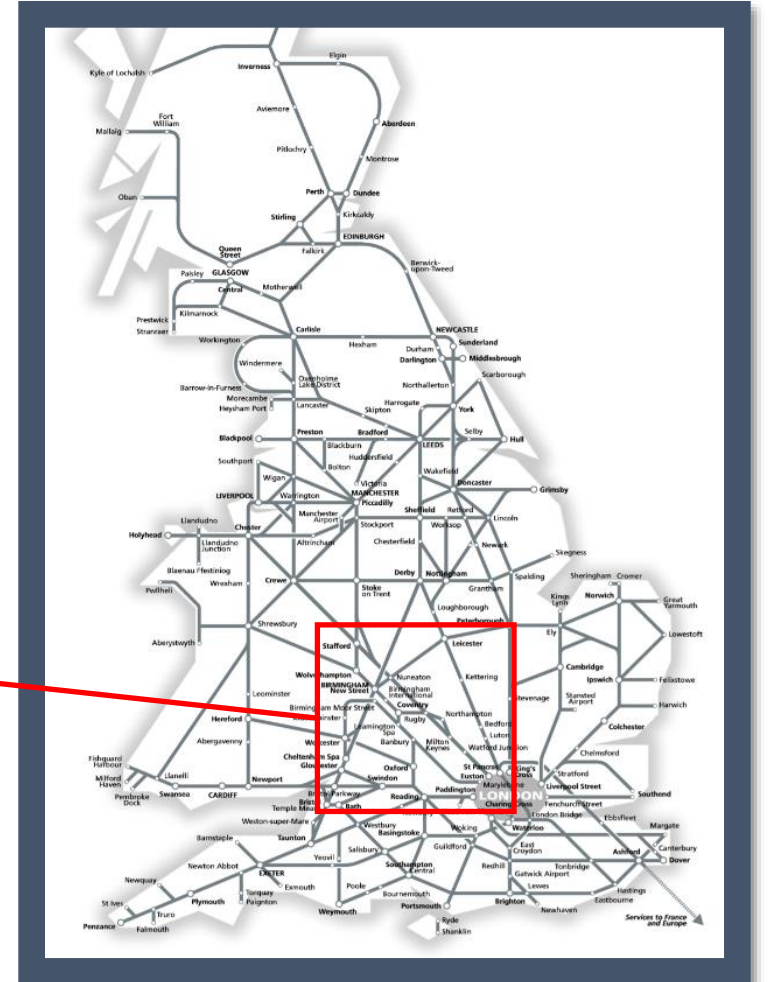 Elgin
Inverness
Kyle of Lochalsh
Aviemore
Fort
William
Mallaig
Aberdeen
Pitlochry
Montrose
Perth
Dundee
Oban
Stirling
Kirkcaldy
EDINBURGH
Queen
Street
Falkirk
Berwick-
upon-Tweed
Paisley
GLASGOW
Central
Motherwell
Prestwick
Kilmarnock
Stranraer
Carlisle
NEWCASTLE
Workington
Hexham
Sunderland
Durham
Darlington
Middlesbrough
Windermere
Scarborough
Oxenholme
Lake District
Northallerton
Barrow-in-Furness
Morecambe
Lancaster
Harrogate
York
Heysham Port
Skipton
Blackpool
Preston
Bradford
Selby
Hull
LEEDS
Blackburn
Huddersfield
Southport
Bolton
Wakefield
Wigan
Victoria
Doncaster
MANCHESTER
Grimsby
LIVERPOOL
Warrington
Piccadilly
Sheffield
Retford
Manchester
Airport
Lincoln
Llandudno
Chester
Stockport
Worksop
Holyhead
Llandudno
Junction
Altrincham
Chesterfield
Newark
Skegness
Blaenau Ffestiniog
Derby
Nottingham
Spalding
Sheringham
Cromer
Pwllheli
Wrexham
Crewe
Stoke
on Trent
Grantham
Kings
Lynn
Norwich
Great
Yarmouth
Loughborough
Peterborough
Shrewsbury
Ely
Lowestoft
Aberystwyth
Stafford
Leicester
Cambridge
Wolverhampton
Nuneaton
Kettering
Ipswich
Felixstowe
BIRMINGHAM
New Street
Birmingham
International
Stansted
Airport
Leominster
Coventry
Stevenage
Harwich
Birmingham Moor Street
Northampton
Hereford
Rugby
Bedford
Colchester
Leamington
Spa
Worcester
Banbury
Milton
Keynes
Luton
Abergavenny
Watford Junction
Chelmsford
Cheltenham Spa
Fishguard
Harbour
Gloucester
Oxford
St Pancras
King's
Cross
Llanelli
Newport
Swindon
Euston
Stratford
Milford
Haven
Marylebone
Liverpool Street
Parkway
Paddington
LONDON
Southend
Pembroke
Dock
Swansea
CARDIFF
Reading
Charing Cross
Fenchurch Street
Bath
London Bridge
Ebbsfleet
Weston-super-Mare
Waterloo
Margate
Barnstaple
Taunton
Westbury
Basingstoke
Woking
East
Croydon
Canterbury
Salisbury
Guildford
Ashford
Newton Abbot
Yeovil
Redhill
Tonbridge
Dover
EXETER
Southampton
Central
Gatwick Airport
Newquay
Exmouth
Poole
Lewes
Hastings
Torquay
Paignton
Bournemouth
Eastbourne
St Ives
Plymouth
Weymouth
Portsmouth
Brighton
Newhaven
Truro
Services to France
and Europe
Penzance
Falmouth
Ryde
Shanklin